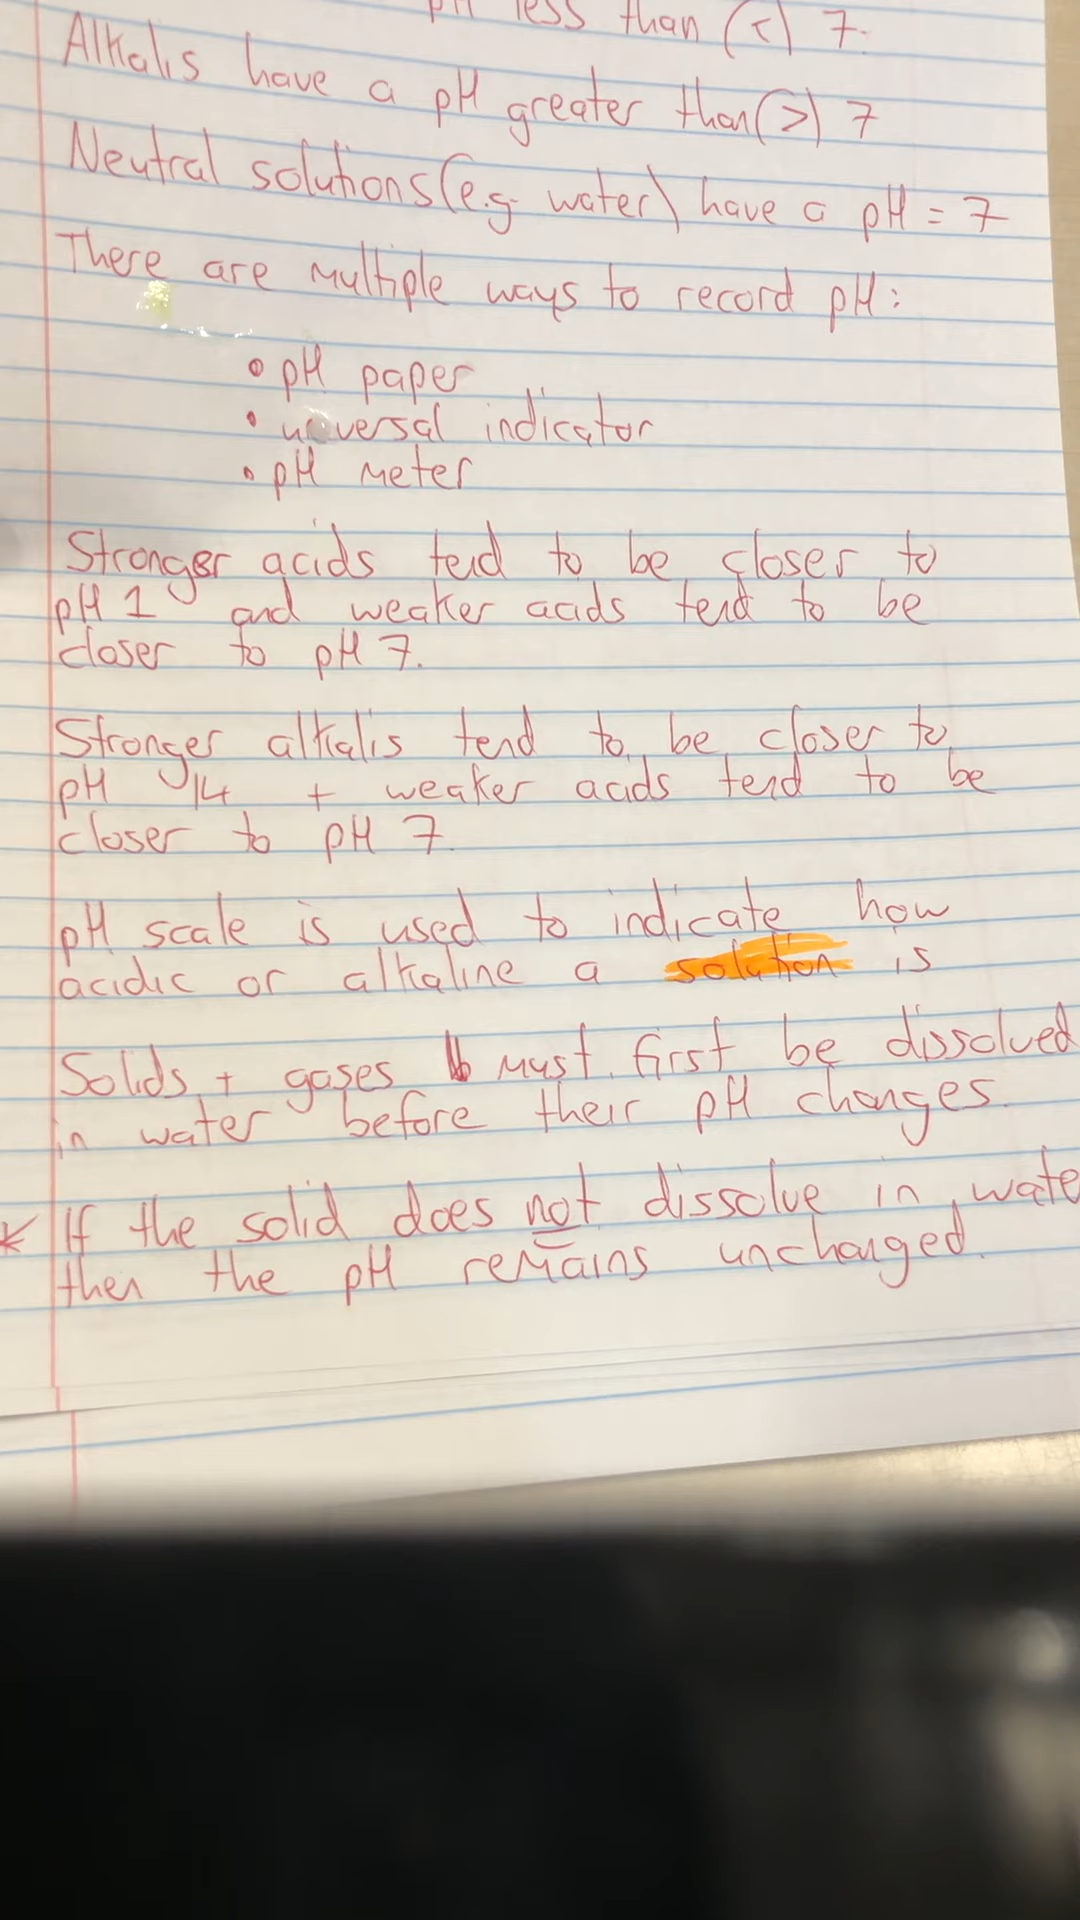 pH less than (<) 7.
Alkalis have a pH greater than (>) 7
Neutral solutions (e.g. water) have a pH = 7
There are multiple ways to record pH:
• pH paper
• universal indicator
• pH meter
Stronger acids tend to be closer to
pH 1 and weaker acids tend to be
closer to pH 7.
Stronger alkalis tend to be closer to
pH 14 + weaker acids tend to be
closer to pH 7.
pH scale is used to indicate how
acidic or alkaline a solution is
Solids + gases must first be dissolved
in water before their pH changes.
* If the solid does not dissolve in wate
then the pH remains unchanged.